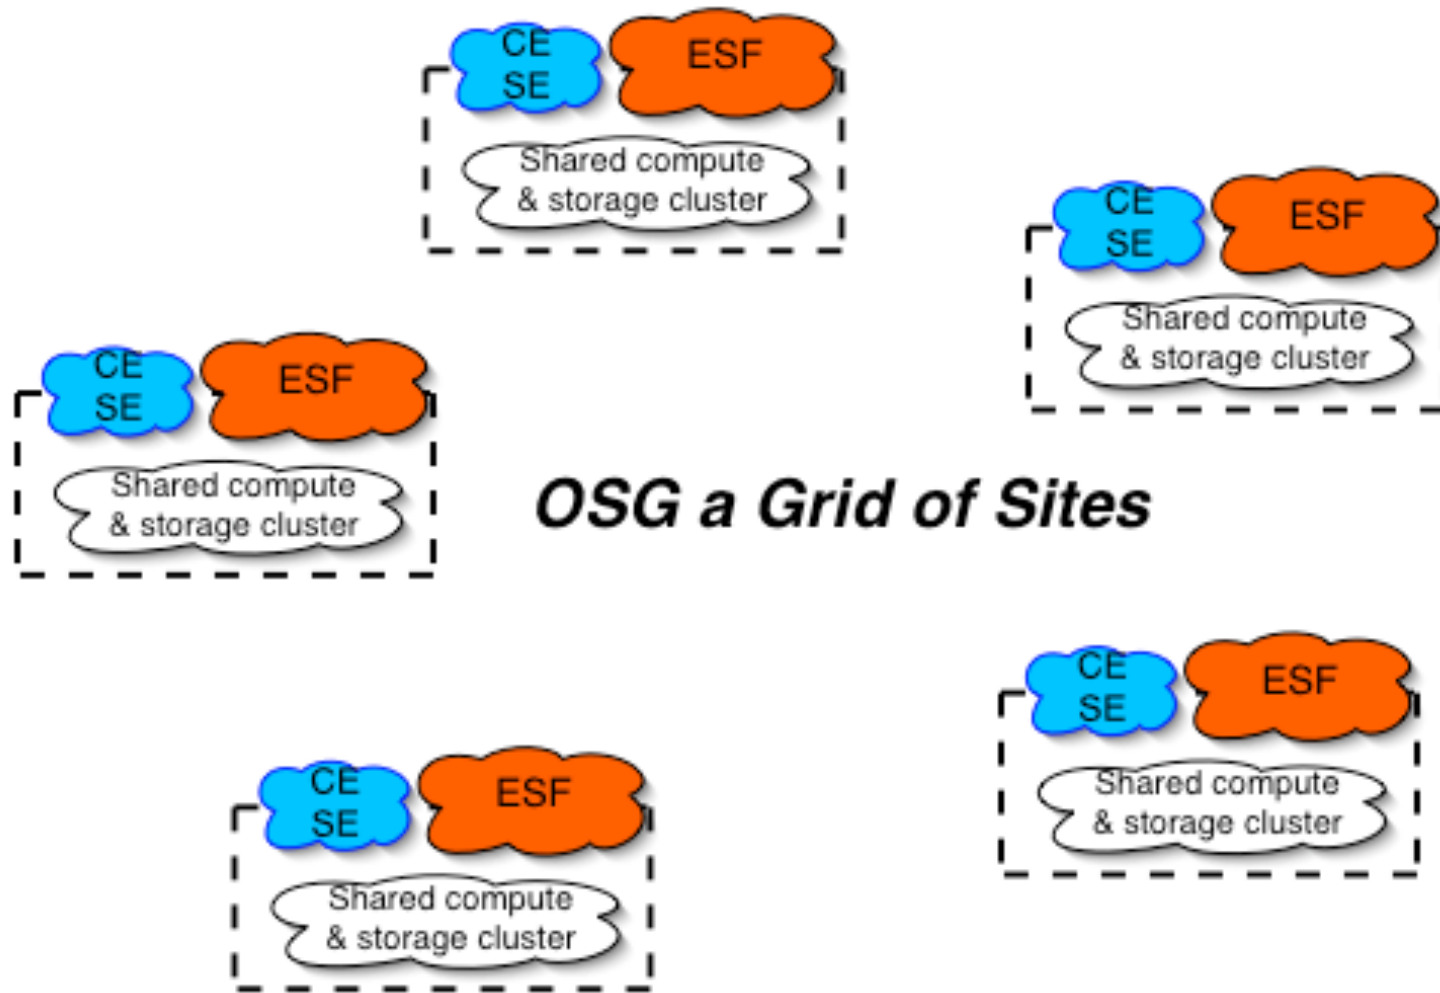 CE
SE
ESF
Shared compute
& storage cluster
CE
SE
ESF
Shared compute
& storage cluster
CE
SE
ESF
Shared compute
& storage cluster
OSG a Grid of Sites
CE
SE
ESF
Shared compute
& storage cluster
CE
SE
ESF
Shared compute
& storage cluster